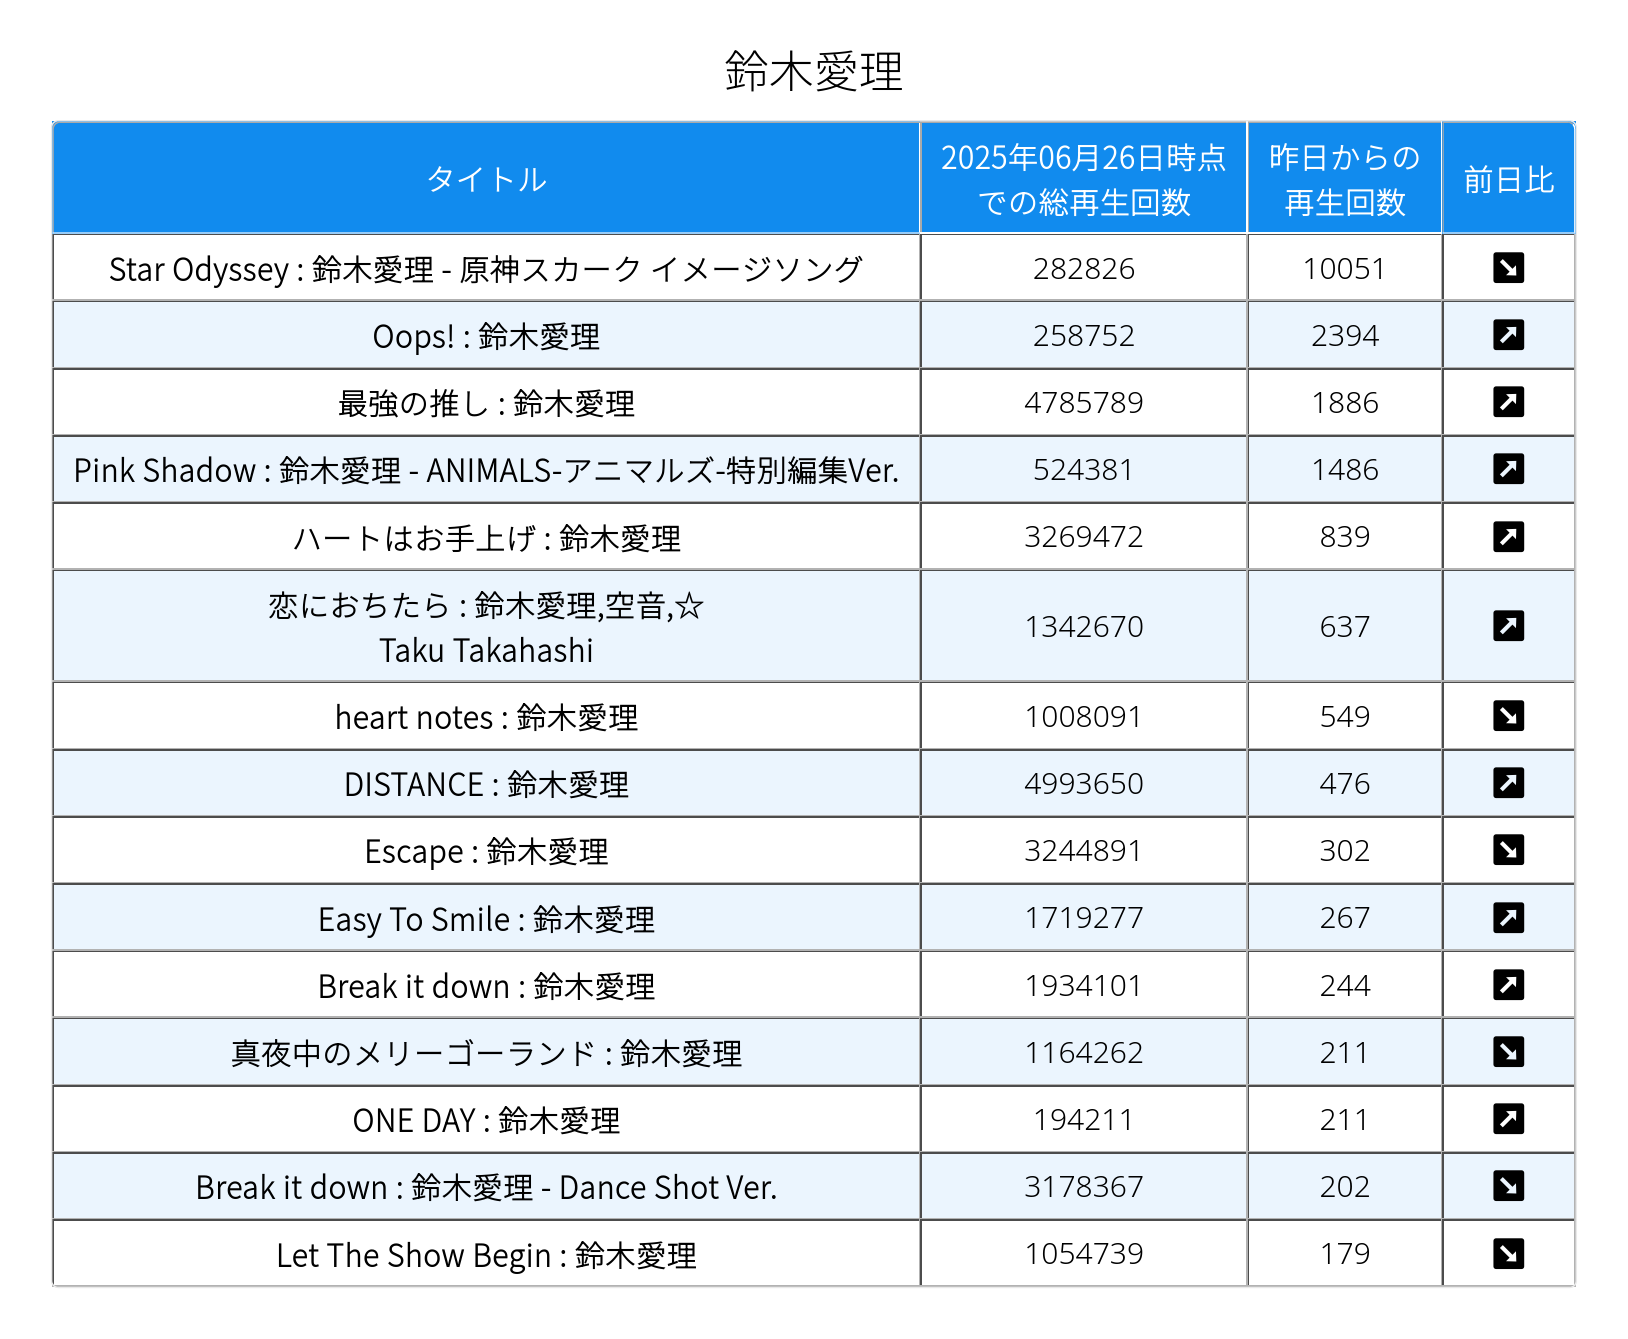 鈴木愛理
タイトル 2025年06月26日時点 昨日からの 前日比
での総再生回数 再生回数
Star Odyssey : 鈴木愛理 - 原神スカーク イメージソング 282826 10051 ↘
Oops! : 鈴木愛理 258752 2394 ↗
最強の推し : 鈴木愛理 4785789 1886 ↗
Pink Shadow : 鈴木愛理 - ANIMALS-アニマルズ-特別編集Ver. 524381 1486 ↗
ハートはお手上げ : 鈴木愛理 3269472 839 ↗
恋におちたら : 鈴木愛理,空音,☆
Taku Takahashi 1342670 637 ↗
heart notes : 鈴木愛理 1008091 549 ↘
DISTANCE : 鈴木愛理 4993650 476 ↗
Escape : 鈴木愛理 3244891 302 ↘
Easy To Smile : 鈴木愛理 1719277 267 ↗
Break it down : 鈴木愛理 1934101 244 ↗
真夜中のメリーゴーランド : 鈴木愛理 1164262 211 ↘
ONE DAY : 鈴木愛理 194211 211 ↗
Break it down : 鈴木愛理 - Dance Shot Ver. 3178367 202 ↘
Let The Show Begin : 鈴木愛理 1054739 179 ↘